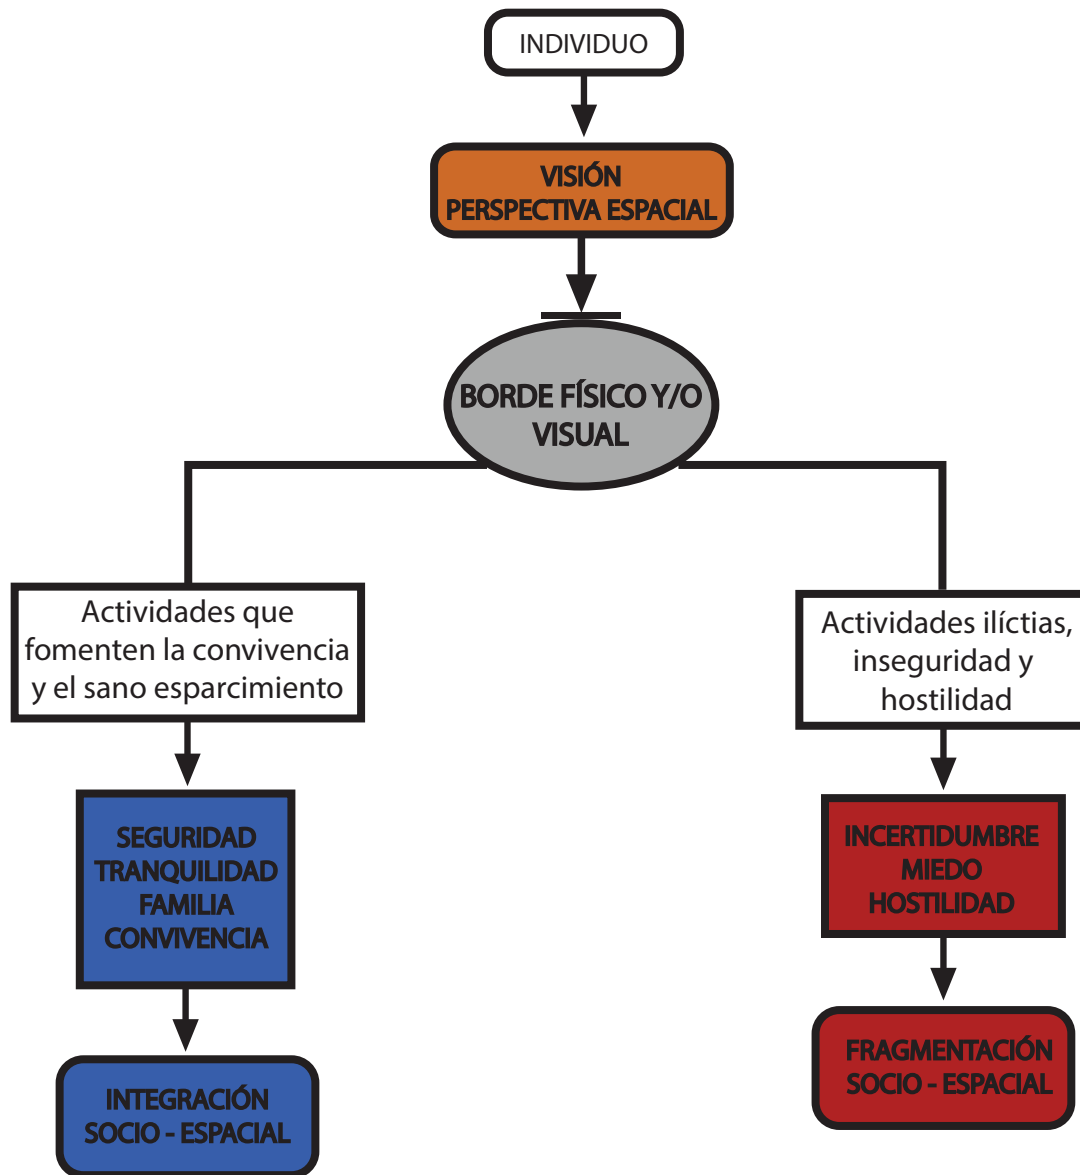 INDIVIDUO
VISIÓN
PERSPECTIVA ESPACIAL
BORDE FÍSICO Y/O
VISUAL
Actividades que
fomenten la convivencia
y el sano esparcimiento
Actividades ilíctias,
inseguridad y
hostilidad
SEGURIDAD
TRANQUILIDAD
FAMILIA
CONVIVENCIA
INCERTIDUMBRE
MIEDO
HOSTILIDAD
INTEGRACIÓN
SOCIO - ESPACIAL
FRAGMENTACIÓN
SOCIO - ESPACIAL